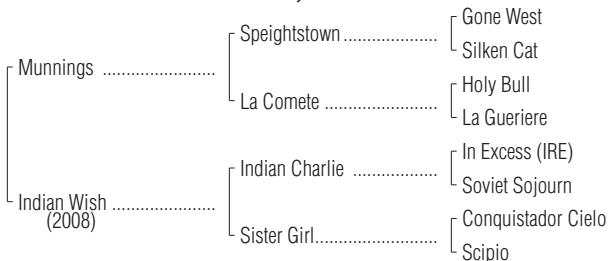 Gone West
Speightstown ...................
Silken Cat
Munnings .......................
Holy Bull
La Comete .......................
La Gueriere
In Excess (IRE)
Indian Charlie .................
Soviet Sojourn
Indian Wish .....................
(2008)
Conquistador Cielo
Sister Girl.........................
Scipio